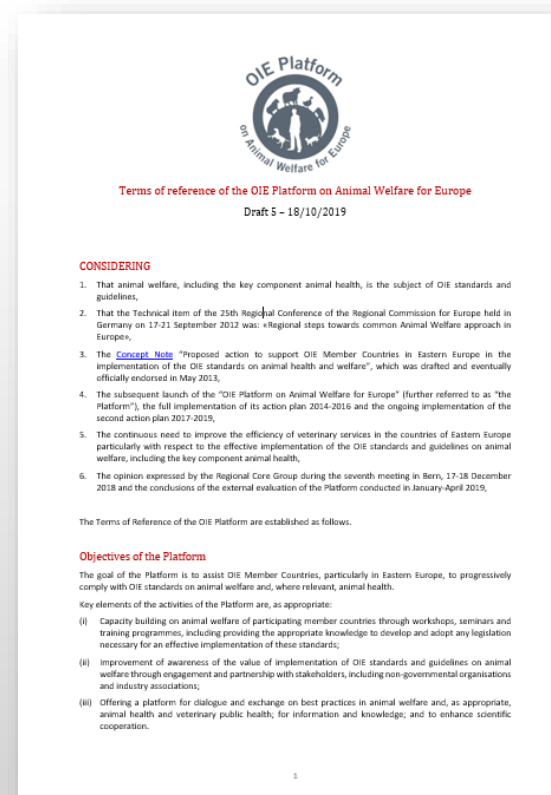 OIE Platform
on Animal Welfare for Europe
Terms of reference of the OIE Platform on Animal Welfare for Europe
Draft 5 – 18/10/2019
CONSIDERING
1. That animal welfare, including the key component animal health, is the subject of OIE standards and
guidelines,
2. That the Technical item of the 25th Regional Conference of the Regional Commission for Europe held in
Germany on 17-21 September 2012 was: «Regional steps towards common Animal Welfare approach in
Europe»,
3. The Concept Note "Proposed action to support OIE Member Countries in Eastern Europe in the
implementation of the OIE standards on animal health and welfare", which was drafted and eventually
officially endorsed in May 2013,
4. The subsequent launch of the "OIE Platform on Animal Welfare for Europe" (further referred to as "the
Platform"), the full implementation of its action plan 2014-2016 and the ongoing implementation of the
second action plan 2017-2019,
5. The continuous need to improve the efficiency of veterinary services in the countries of Eastern Europe
particularly with respect to the effective implementation of the OIE standards and guidelines on animal
welfare, including the key component animal health,
6. The opinion expressed by the Regional Core Group during the seventh meeting in Bern, 17-18 December
2018 and the conclusions of the external evaluation of the Platform conducted in January-April 2019,
The Terms of Reference of the OIE Platform are established as follows.
Objectives of the Platform
The goal of the Platform is to assist OIE Member Countries, particularly in Eastern Europe, to progressively
comply with OIE standards on animal welfare and, where relevant, animal health.
Key elements of the activities of the Platform are, as appropriate:
(i) Capacity building on animal welfare of participating member countries through workshops, seminars and
training programmes, including providing the appropriate knowledge to develop and adopt any legislation
necessary for an effective implementation of these standards;
(ii) Improvement of awareness of the value of implementation of OIE standards and guidelines on animal
welfare through engagement and partnership with stakeholders, including non-governmental organisations
and industry associations;
(iii) Offering a platform for dialogue and exchange on best practices in animal welfare and, as appropriate,
animal health and veterinary public health; for information and knowledge; and to enhance scientific
cooperation.
1